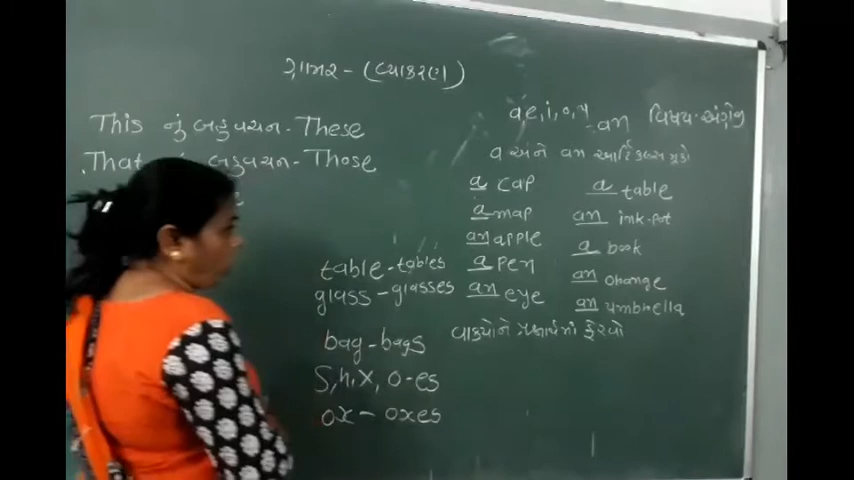 ગ્રામર - (વ્યાકરણ)
This નું બહુવચન - These
That નું બહુવચન - Those
a,e,i,o,u - an વિષય-અંગ્રેજી
a અને an આર્ટિકલ્સ મૂકો
a cap a table
a map an ink-pot
an apple a book
a pen an orange
an eye an umbrella
table - tables
glass - glasses
bag - bags
S, h, X, o - es
ox - oxes
વાક્યોને પ્રશ્નાર્થમાં ફેરવો